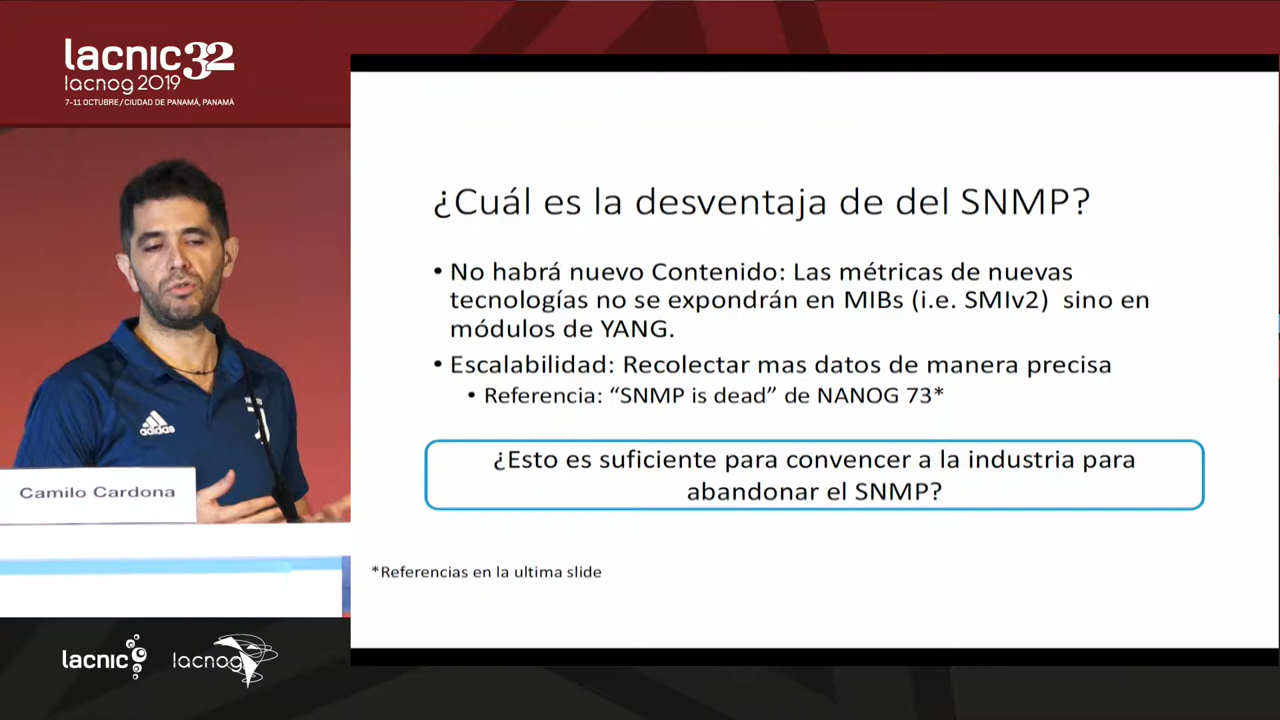 lacnic32
lacnog 2019
7-11 OCTUBRE / CIUDAD DE PANAMÁ, PANAMÁ
¿Cuál es la desventaja de del SNMP?
• No habrá nuevo Contenido: Las métricas de nuevas
tecnologías no se expondrán en MIBs (i.e. SMIv2) sino en
módulos de YANG.
• Escalabilidad: Recolectar mas datos de manera precisa
• Referencia: “SNMP is dead” de NANOG 73*
¿Esto es suficiente para convencer a la industria para
abandonar el SNMP?
*Referencias en la ultima slide
adidas
Camilo Cardona
lacnic
lacnog